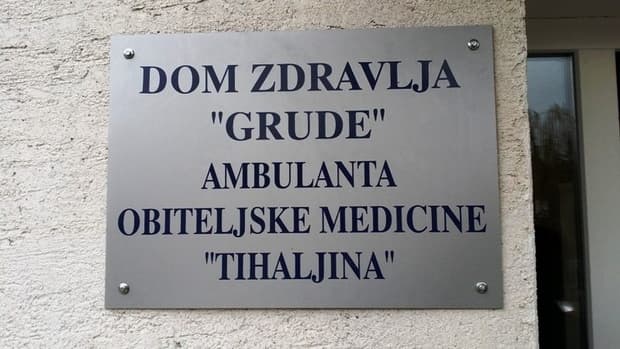 DOM ZDRAVLJA
"GRUDE"
AMBULANTA
OBITELJSKE MEDICINE
"TIHALJINA"